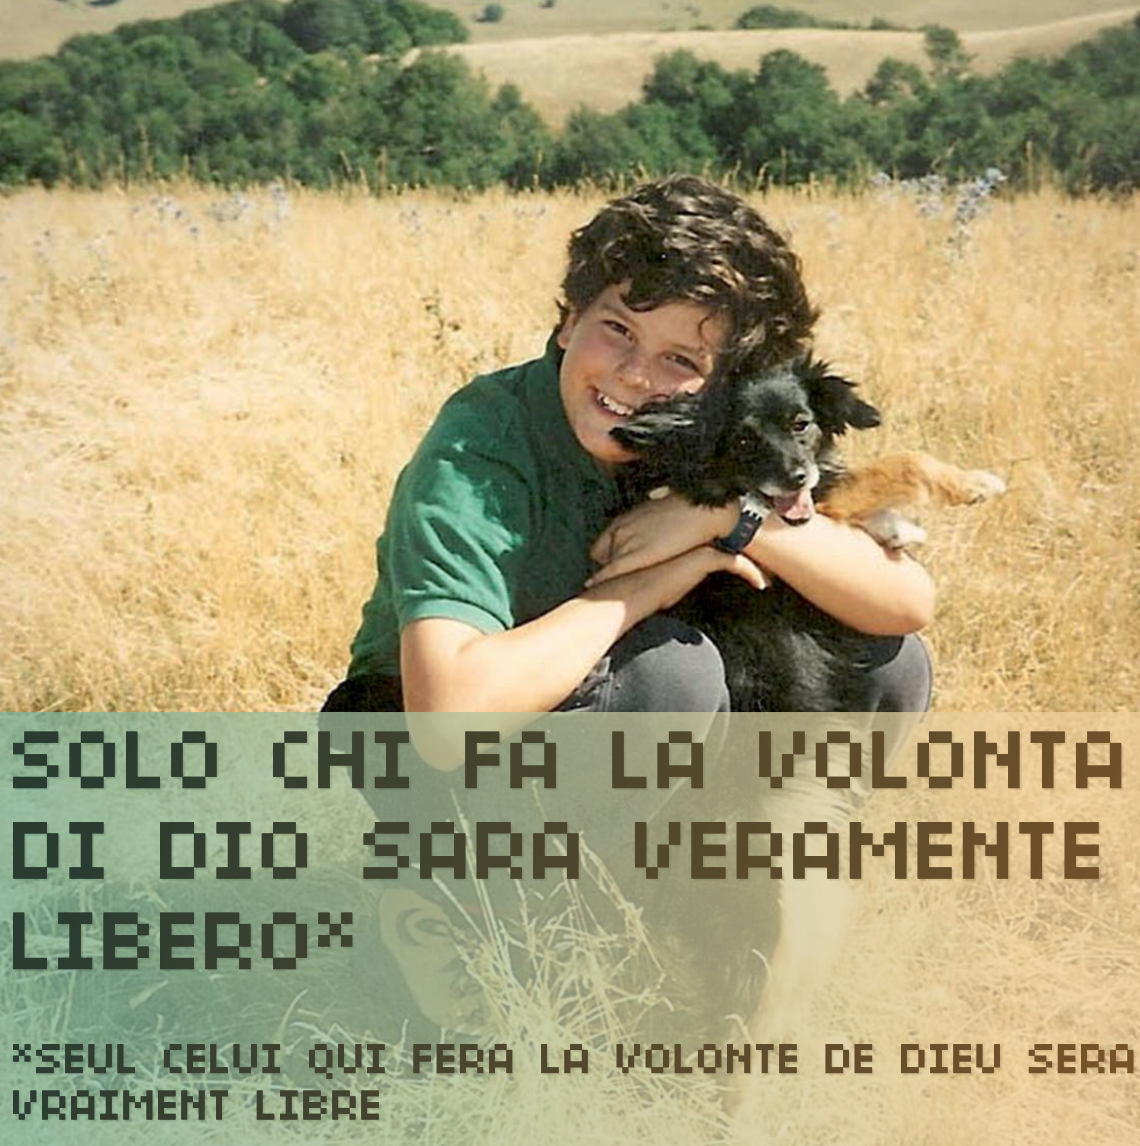 SOLO CHI FA LA VOLONTA
DI DIO SARA VERAMENTE
LIBERO*
*SEUL CELUI QUI FERA LA VOLONTE DE DIEU SERA
VRAIMENT LIBRE